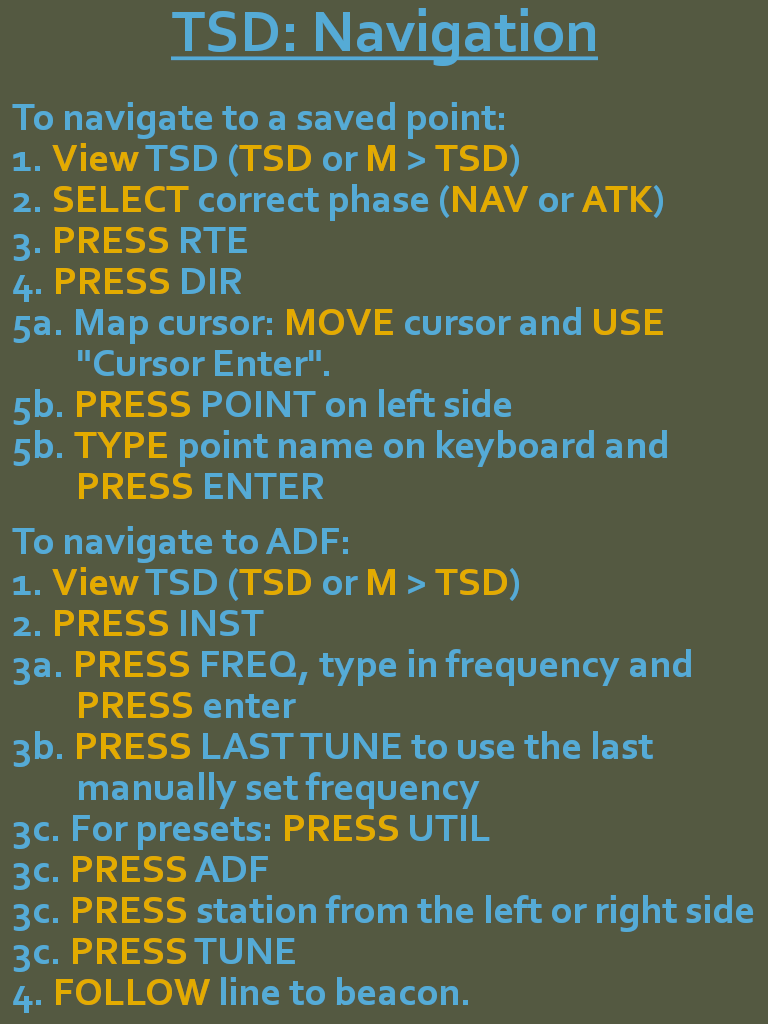 TSD: Navigation
To navigate to a saved point:
1. View TSD (TSD or M > TSD)
2. SELECT correct phase (NAV or ATK)
3. PRESS RTE
4. PRESS DIR
5a. Map cursor: MOVE cursor and USE
"Cursor Enter".
5b. PRESS POINT on left side
5b. TYPE point name on keyboard and
PRESS ENTER
To navigate to ADF:
1. View TSD (TSD or M > TSD)
2. PRESS INST
3a. PRESS FREQ, type in frequency and
PRESS enter
3b. PRESS LAST TUNE to use the last
manually set frequency
3c. For presets: PRESS UTIL
3c. PRESS ADF
3c. PRESS station from the left or right side
3c. PRESS TUNE
4. FOLLOW line to beacon.